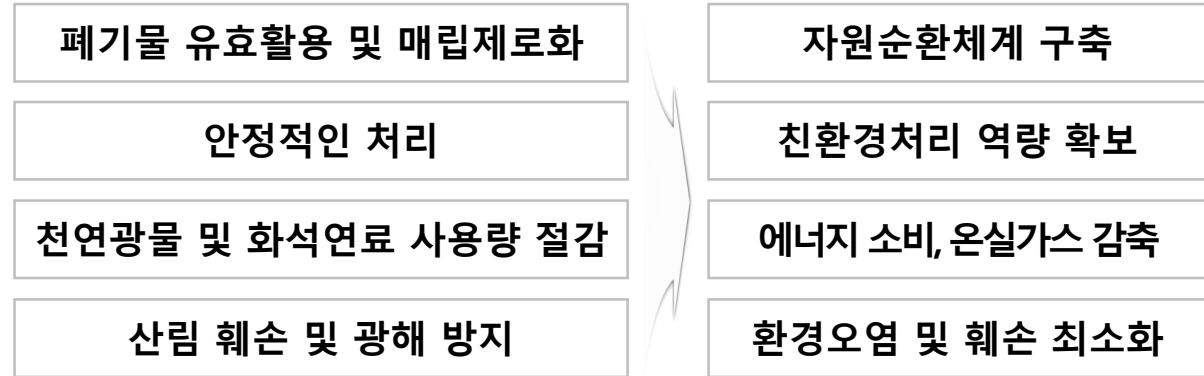 폐기물 유효활용 및 매립제로화
자원순환체계 구축
안정적인 처리
친환경처리 역량 확보
천연광물 및 화석연료 사용량 절감
에너지 소비, 온실가스 감축
산림 훼손 및 광해 방지
환경오염 및 훼손 최소화